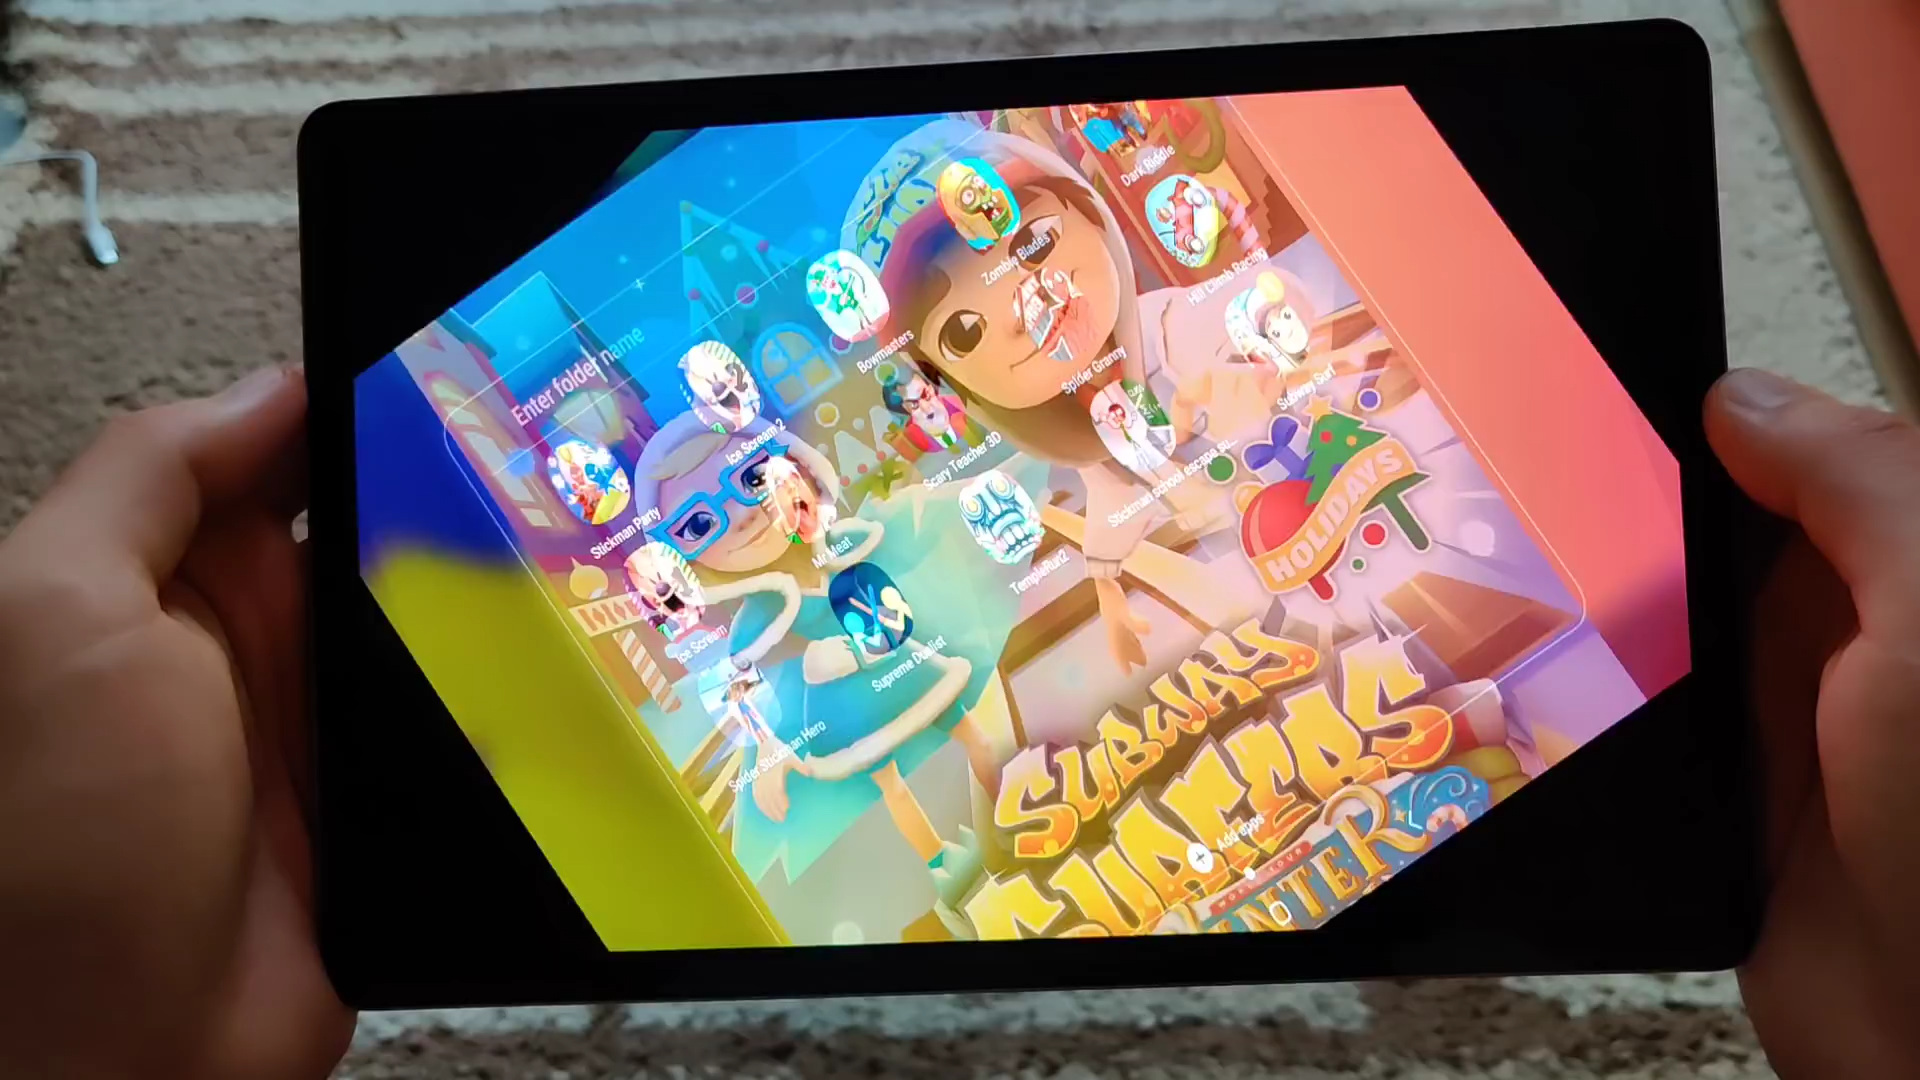 Enter folder name
Stickman Party
Ice Scream 2
Bowmasters
Zombie Blades
Dark Riddle
Ice Scream
Mr. Meat
Scary Teacher 3D
Spider Granny
Hill Climb Racing
Spider Stickman Hero
Supreme Duelist
TempleRun2
Stickman school escape su...
Subway Surf
HOLIDAYS
SUBWAY
SURFERS
WORLD TOUR
Add apps